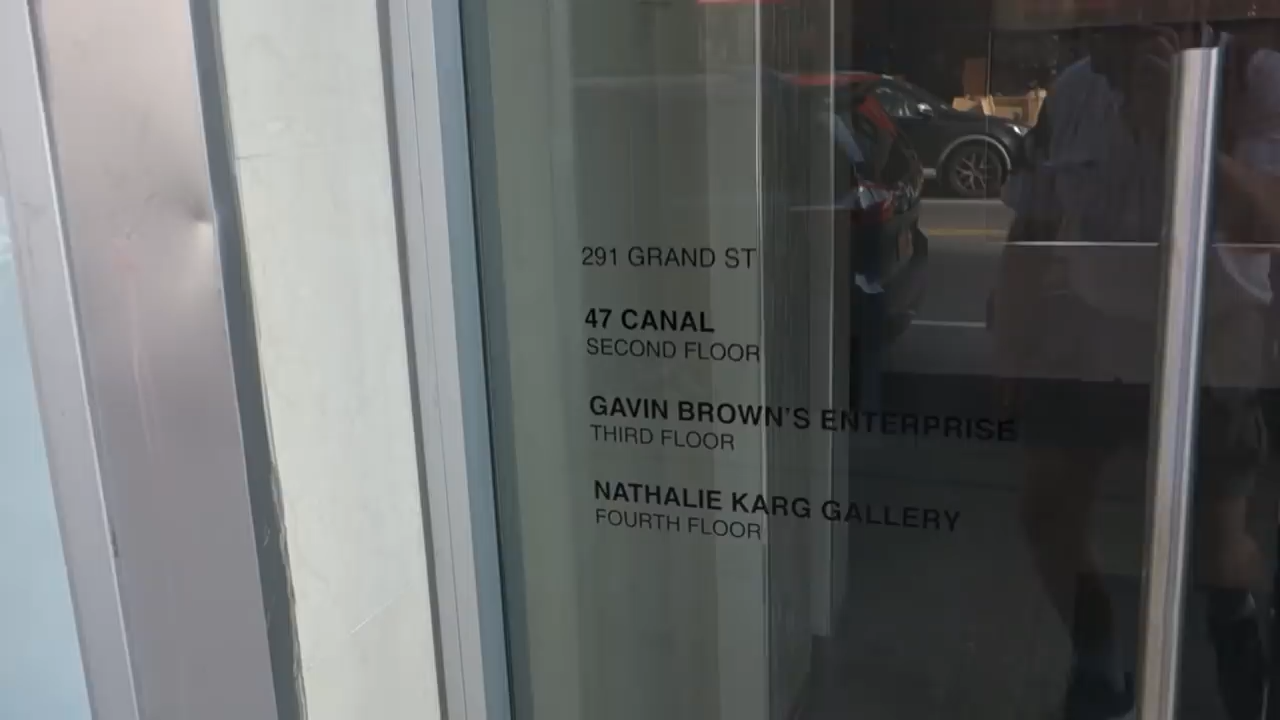 291 GRAND ST
47 CANAL
SECOND FLOOR
GAVIN BROWN'S ENTERPRISE
THIRD FLOOR
NATHALIE KARG GALLERY
FOURTH FLOOR